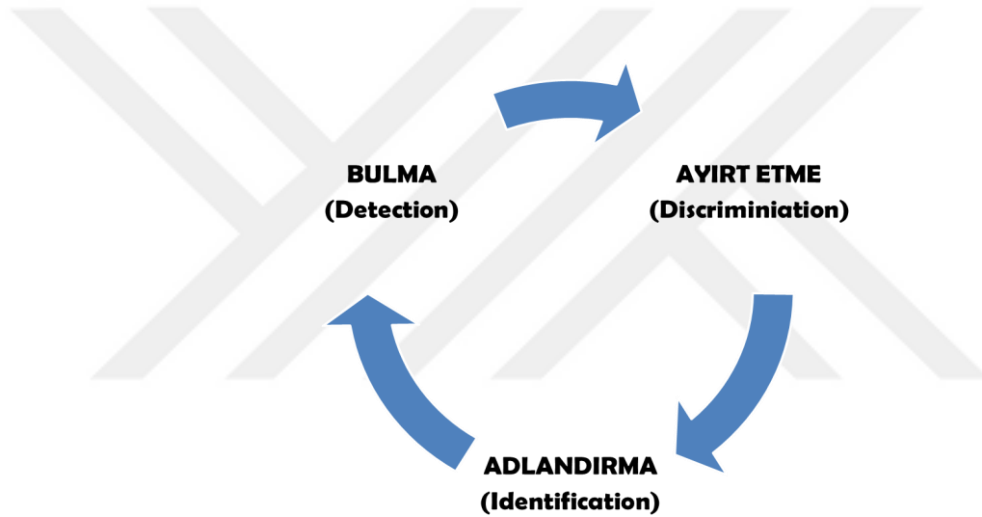 BULMA
(Detection)
AYIRT ETME
(Discriminiation)
ADLANDIRMA
(Identification)